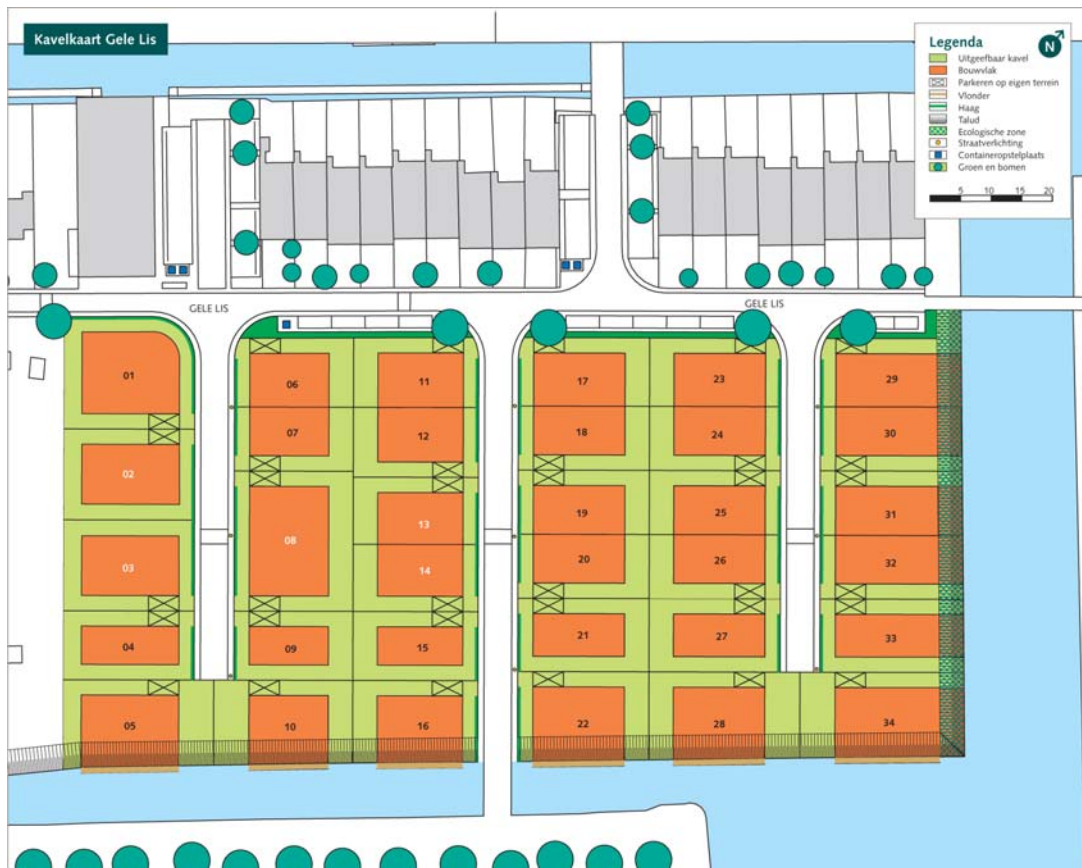 Kavelkaart Gele Lis
Legenda
N
Uitgeefbaar kavel
Bouwvlak
Parkeren op eigen terrein
Vlonder
Haag
Talud
Ecologische zone
Straatverlichting
Containeropstelplaats
Groen en bomen
5 10 15 20
GELE LIS
GELE LIS
01
02
03
04
05
06
07
08
09
10
11
12
13
14
15
16
17
18
19
20
21
22
23
24
25
26
27
28
29
30
31
32
33
34